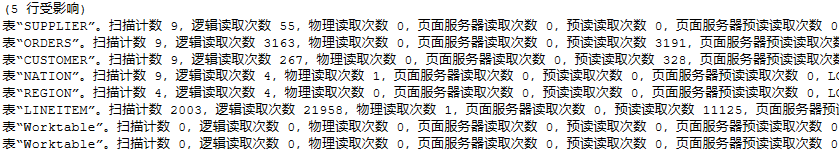 (5 行受影响)
表“SUPPLIER”。扫描计数 9，逻辑读取次数 55，物理读取次数 0，页面服务器读取次数 0，预读读取次数 0，页面服务器预读读取次数 0
表“ORDERS”。扫描计数 9，逻辑读取次数 3163，物理读取次数 0，页面服务器读取次数 0，预读读取次数 3191，页面服务器预读读取次数
表“CUSTOMER”。扫描计数 9，逻辑读取次数 267，物理读取次数 0，页面服务器读取次数 0，预读读取次数 328，页面服务器预读读取次数
表“NATION”。扫描计数 9，逻辑读取次数 4，物理读取次数 1，页面服务器读取次数 0，预读读取次数 0，页面服务器预读读取次数 0，LO
表“REGION”。扫描计数 4，逻辑读取次数 4，物理读取次数 0，页面服务器读取次数 0，预读读取次数 0，页面服务器预读读取次数 0，LO
表“LINEITEM”。扫描计数 2003，逻辑读取次数 21958，物理读取次数 1，页面服务器读取次数 0，预读读取次数 11125，页面服务器预
表“Worktable”。扫描计数 0，逻辑读取次数 0，物理读取次数 0，页面服务器读取次数 0，预读读取次数 0，页面服务器预读读取次数 0
表“Worktable”。扫描计数 0，逻辑读取次数 0，物理读取次数 0，页面服务器读取次数 0，预读读取次数 0，页面服务器预读读取次数 0